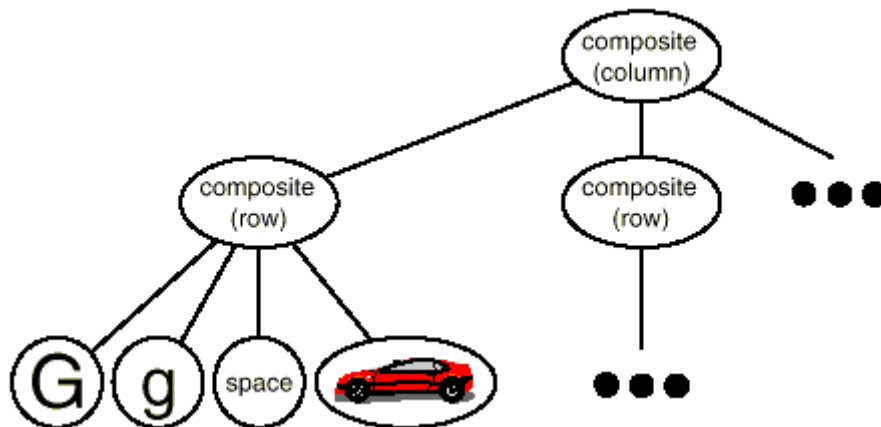 composite
(column)
composite
(row)
composite
(row)
G
g
space